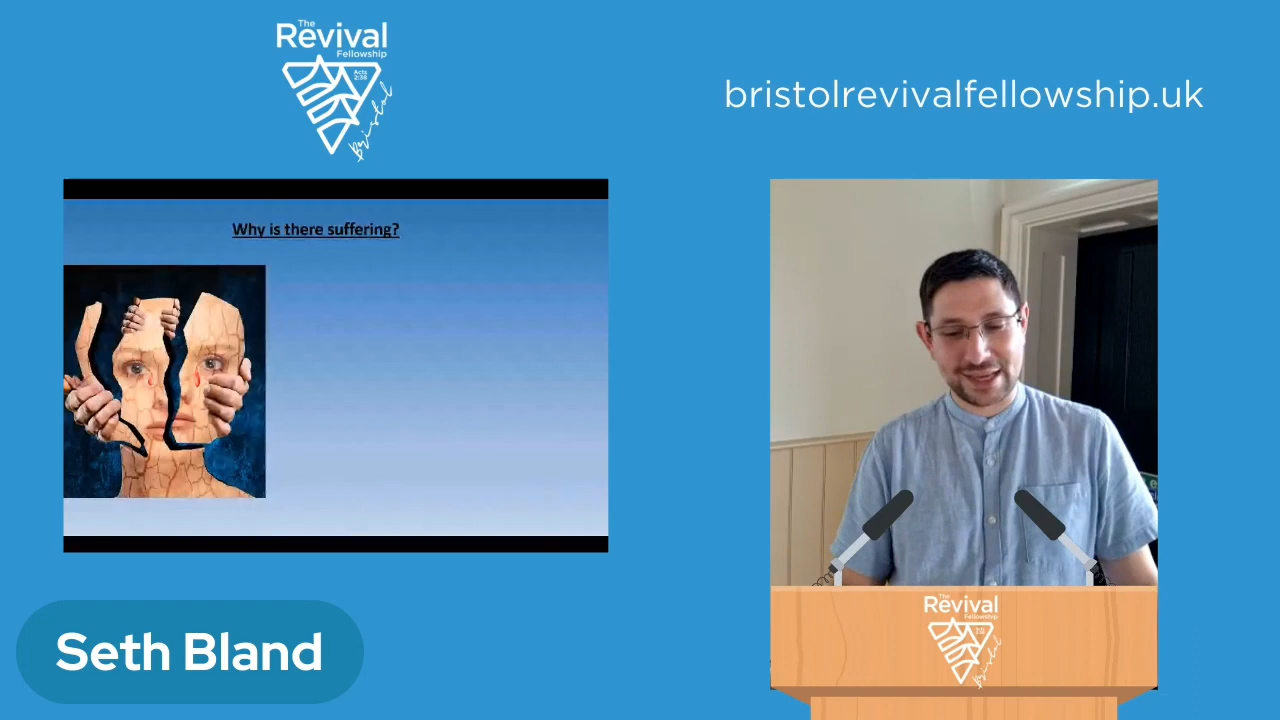 The
Revival
Fellowship
Acts
2:38
Bristol
bristolrevivalfellowship.uk
Why is there suffering?
Seth Bland
The
Revival
Fellowship
Bristol